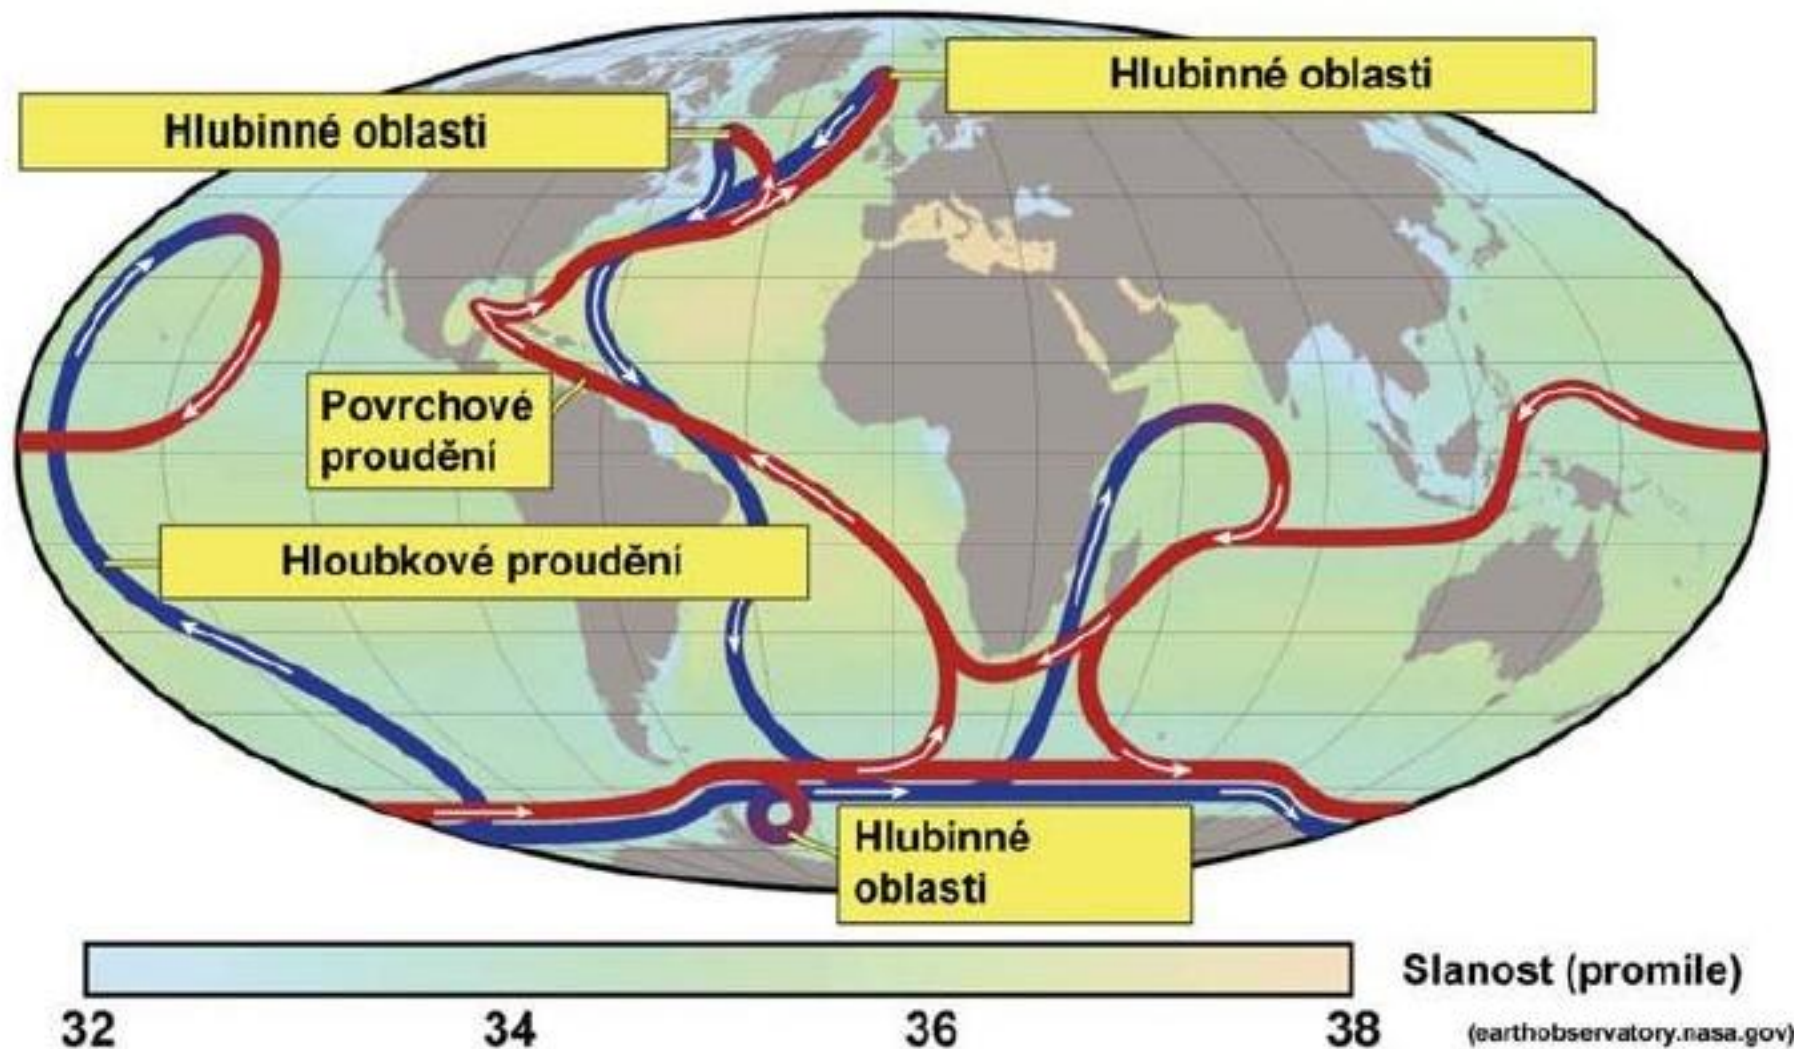 Hlubinné oblasti
Hlubinné oblasti
Povrchové
proudění
Hloubkové proudění
Hlubinné
oblasti
Slanost (promile)
32 34 36 38
(earthobservatory.nasa.gov)